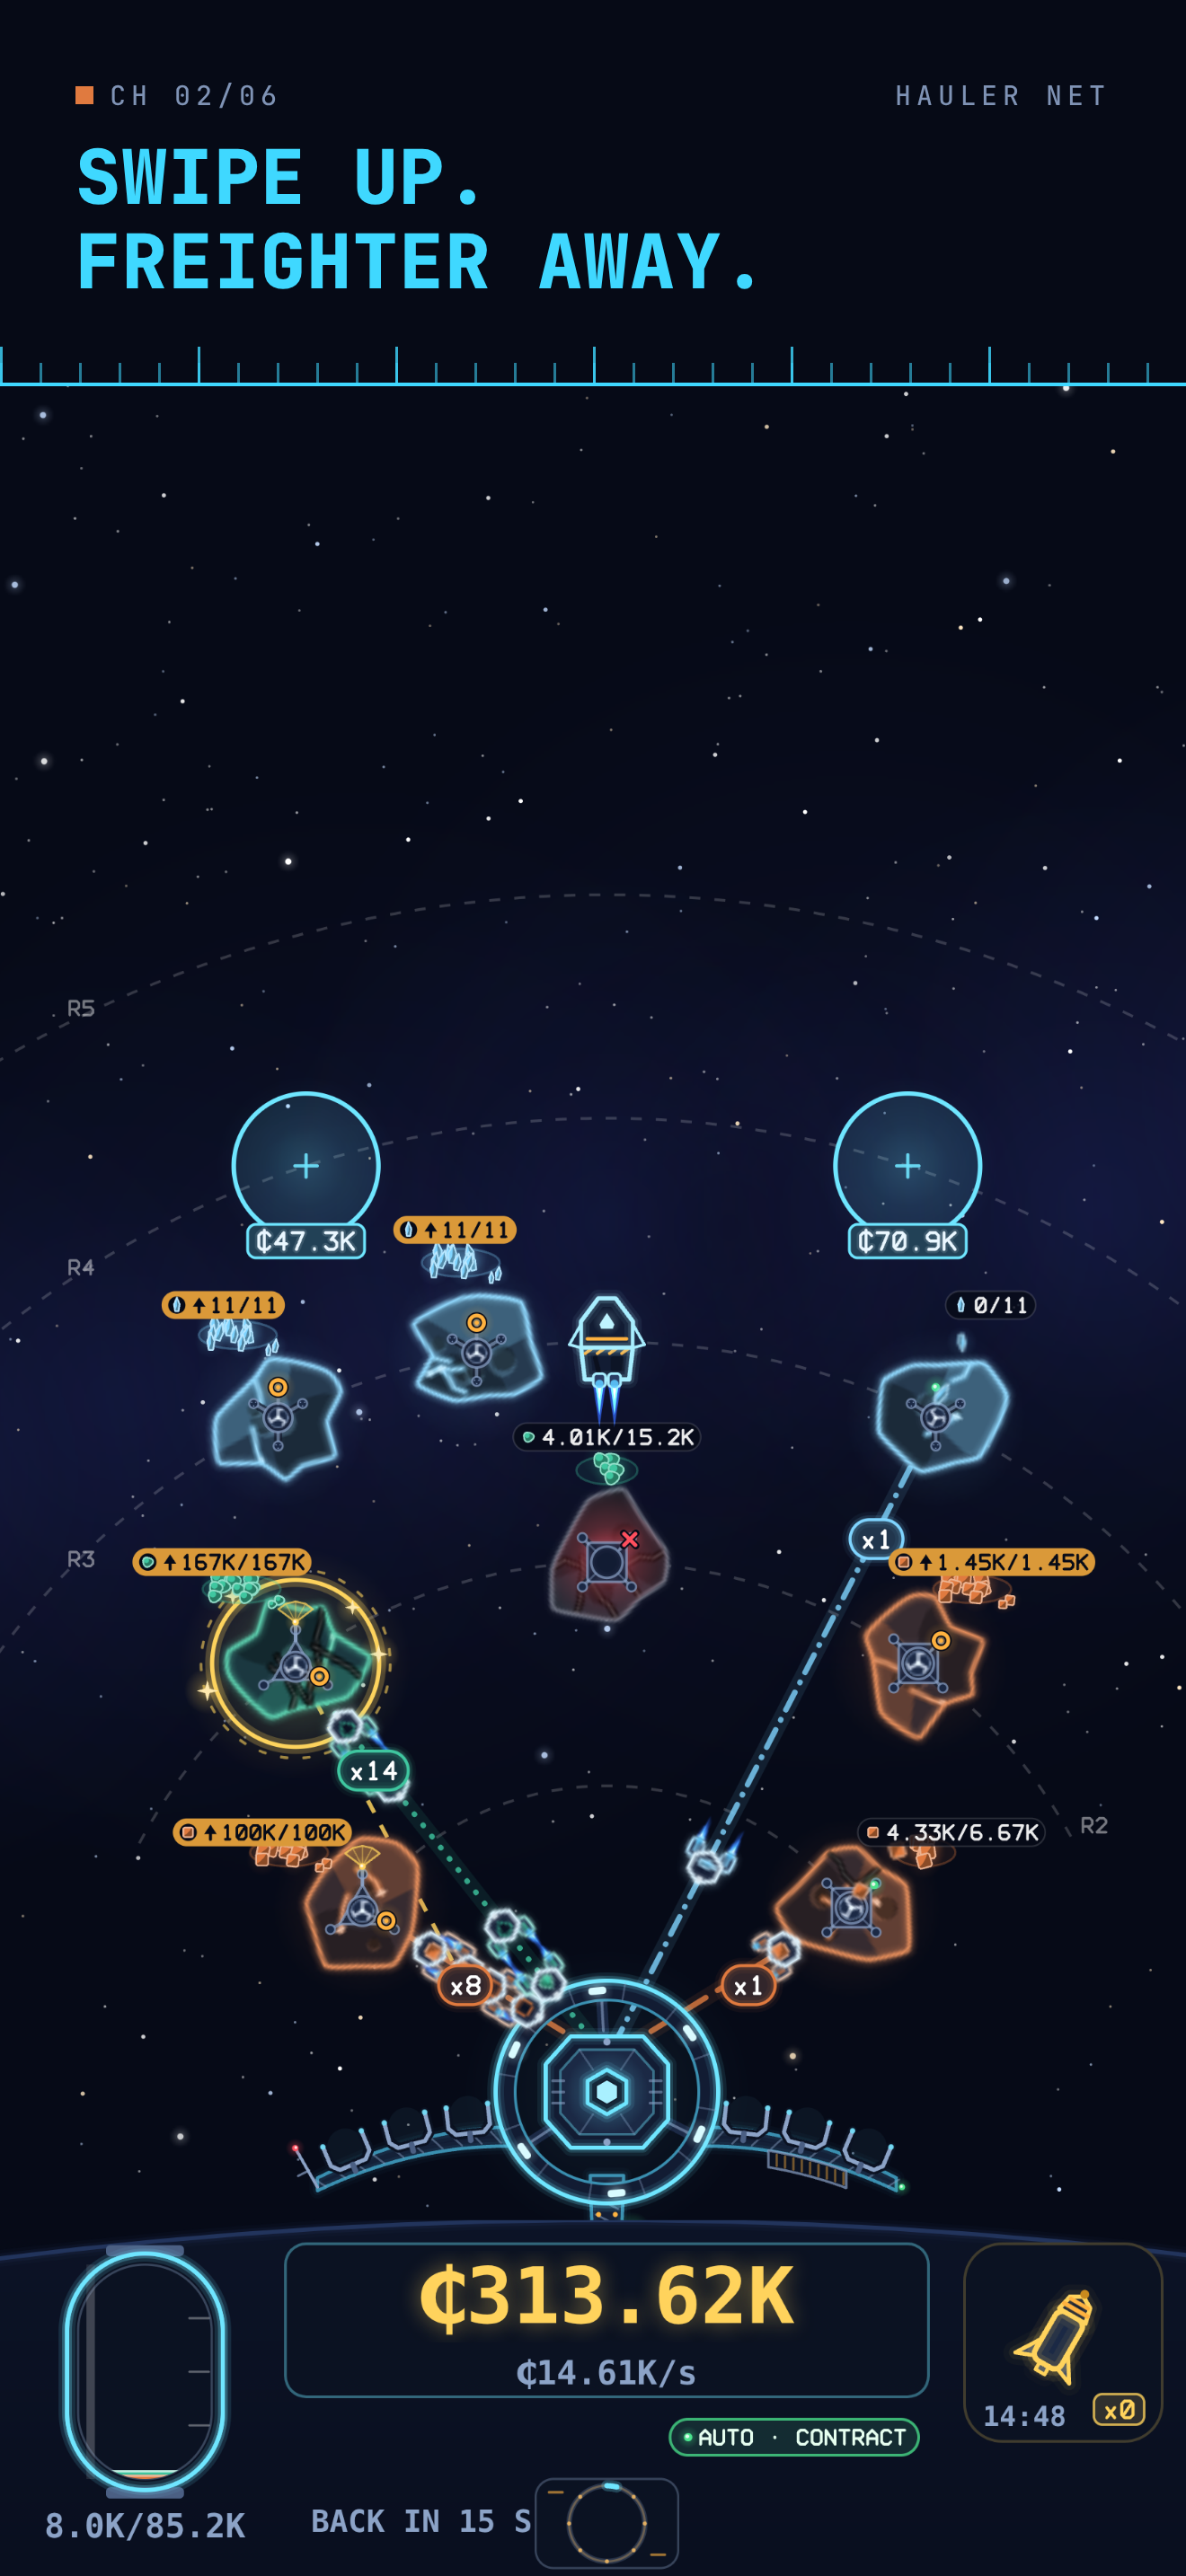 CH 02/06
HAULER NET
SWIPE UP.
FREIGHTER AWAY.
R5
₵47.3K
₵70.9K
11/11
R4
11/11
0/11
4.01K/15.2K
x1
R3
167K/167K
1.45K/1.45K
x14
100K/100K
4.33K/6.67K
R2
x8
x1
₵313.62K
₵14.61K/s
14:48
x0
AUTO · CONTRACT
8.0K/85.2K
BACK IN 15 S